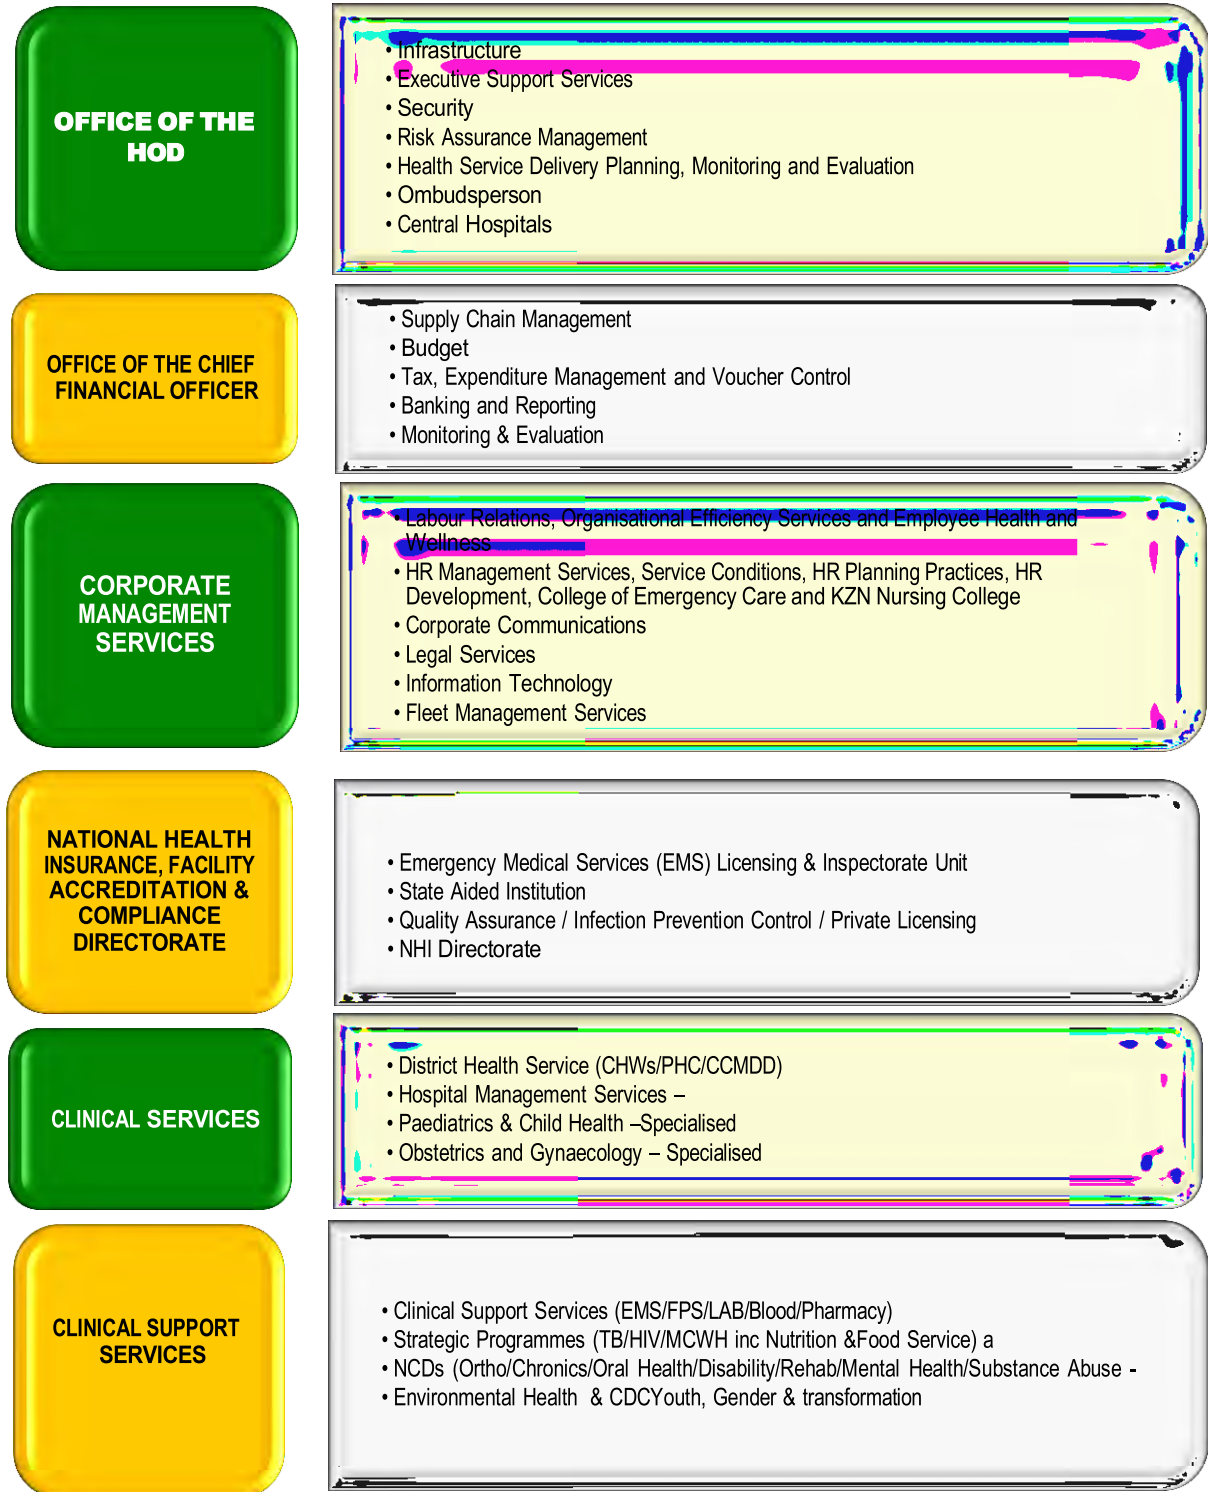 OFFICE OF THE
HOD
• Infrastructure
• Executive Support Services
• Security
• Risk Assurance Management
• Health Service Delivery Planning, Monitoring and Evaluation
• Ombudsperson
• Central Hospitals
OFFICE OF THE CHIEF
FINANCIAL OFFICER
• Supply Chain Management
• Budget
• Tax, Expenditure Management and Voucher Control
• Banking and Reporting
• Monitoring & Evaluation
CORPORATE
MANAGEMENT
SERVICES
• Labour Relations, Organisational Efficiency Services and Employee Health and
Wellness
• HR Management Services, Service Conditions, HR Planning Practices, HR
Development, College of Emergency Care and KZN Nursing College
• Corporate Communications
• Legal Services
• Information Technology
• Fleet Management Services
NATIONAL HEALTH
INSURANCE, FACILITY
ACCREDITATION &
COMPLIANCE
DIRECTORATE
• Emergency Medical Services (EMS) Licensing & Inspectorate Unit
• State Aided Institution
• Quality Assurance / Infection Prevention Control / Private Licensing
• NHI Directorate
CLINICAL SERVICES
• District Health Service (CHWs/PHC/CCMDD)
• Hospital Management Services –
• Paediatrics & Child Health –Specialised
• Obstetrics and Gynaecology – Specialised
CLINICAL SUPPORT
SERVICES
• Clinical Support Services (EMS/FPS/LAB/Blood/Pharmacy)
• Strategic Programmes (TB/HIV/MCWH inc Nutrition &Food Service) a
• NCDs (Ortho/Chronics/Oral Health/Disability/Rehab/Mental Health/Substance Abuse -
• Environmental Health & CDCYouth, Gender & transformation